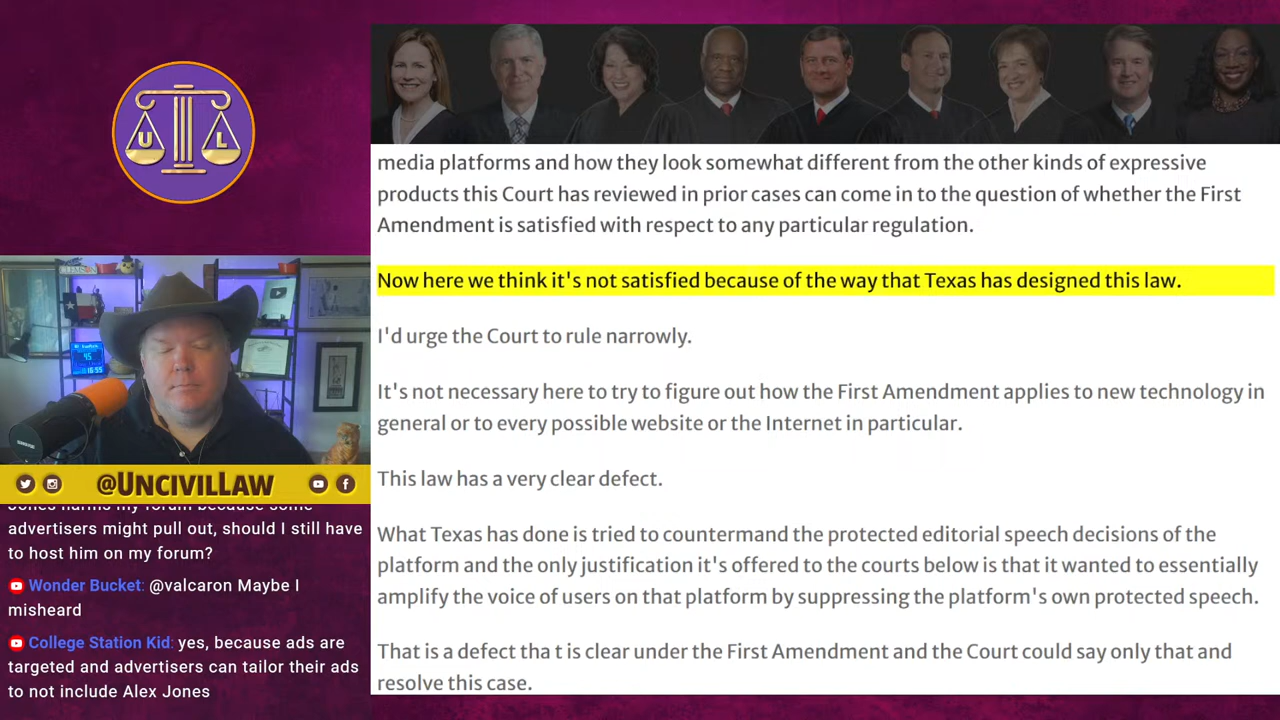 U L
media platforms and how they look somewhat different from the other kinds of expressive
products this Court has reviewed in prior cases can come in to the question of whether the First
Amendment is satisfied with respect to any particular regulation.
Now here we think it's not satisfied because of the way that Texas has designed this law.
I'd urge the Court to rule narrowly.
It's not necessary here to try to figure out how the First Amendment applies to new technology in
general or to every possible website or the Internet in particular.
This law has a very clear defect.
What Texas has done is tried to countermand the protected editorial speech decisions of the
platform and the only justification it's offered to the courts below is that it wanted to essentially
amplify the voice of users on that platform by suppressing the platform's own protected speech.
That is a defect tha t is clear under the First Amendment and the Court could say only that and
resolve this case.
45
16:55
@UNCIVILLAW
Jones harms my forum because some
advertisers might pull out, should I still have
to host him on my forum?
Wonder Bucket: @valcaron Maybe I
misheard
College Station Kid: yes, because ads are
targeted and advertisers can tailor their ads
to not include Alex Jones